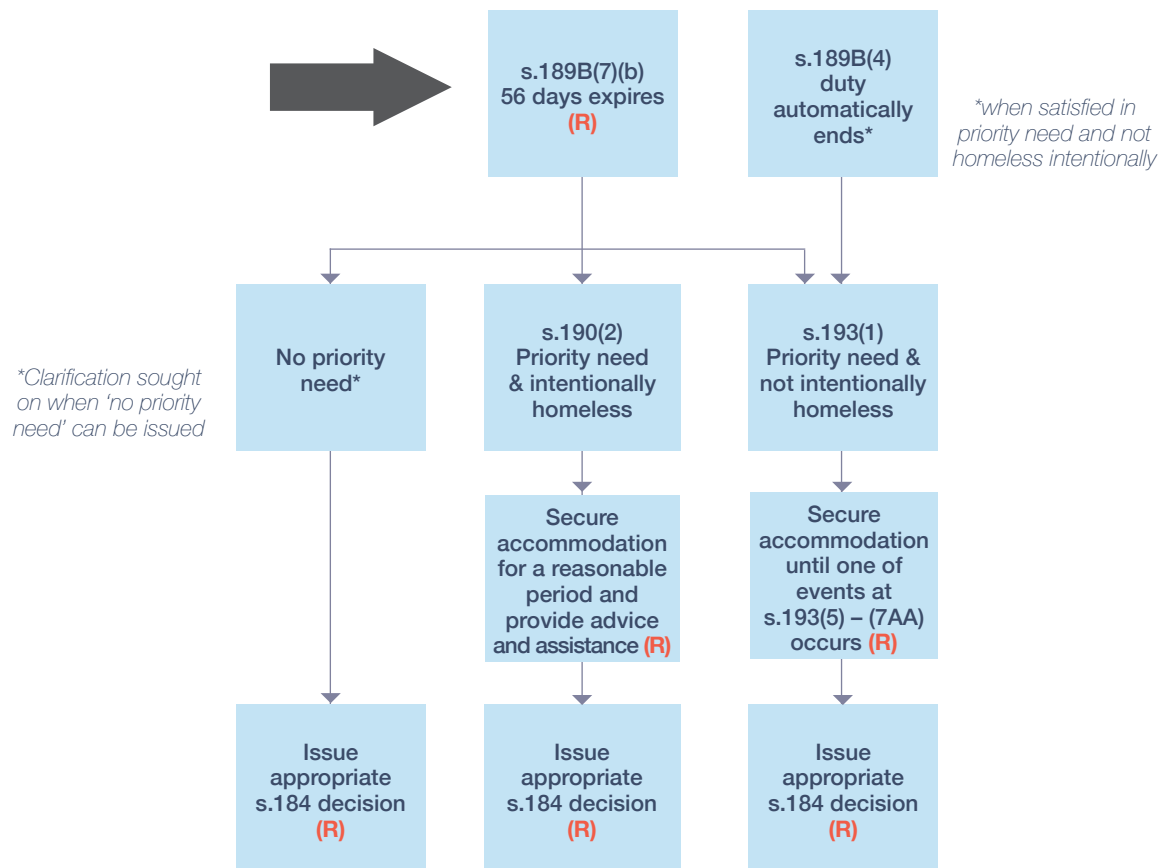 s.189B(7)(b)
56 days expires
(R)
s.189B(4)
duty
automatically
ends*
*when satisfied in
priority need and not
homeless intentionally
*Clarification sought
on when ‘no priority
need’ can be issued
No priority
need*
s.190(2)
Priority need
& intentionally
homeless
s.193(1)
Priority need &
not intentionally
homeless
Secure
accommodation
for a reasonable
period and
provide advice
and assistance (R)
Secure
accommodation
until one of
events at
s.193(5) – (7AA)
occurs (R)
Issue
appropriate
s.184 decision
(R)
Issue
appropriate
s.184 decision
(R)
Issue
appropriate
s.184 decision
(R)